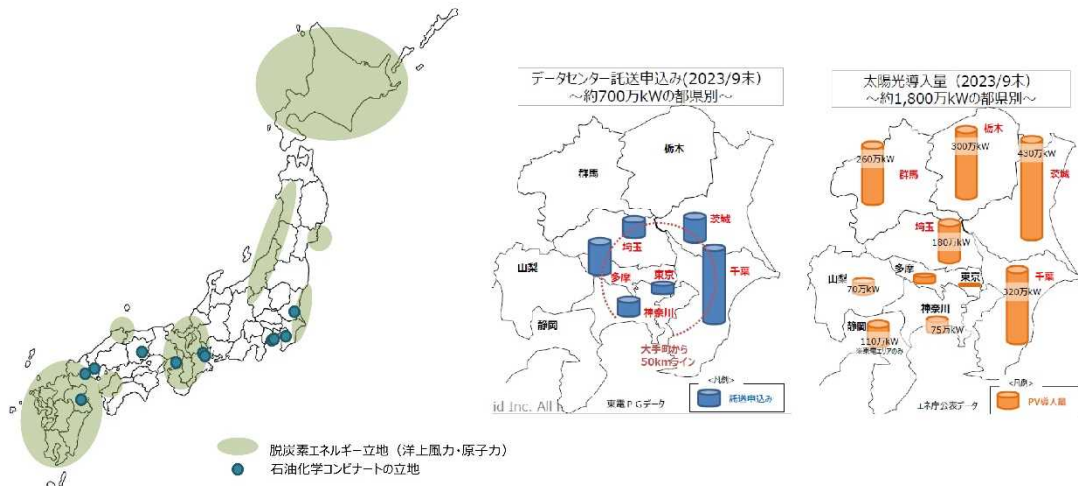 脱炭素エネルギー立地（洋上風力・原子力）
石油化学コンビナートの立地
データセンター託送申込み(2023/9末)
～約700万kWの都県別～
栃木
群馬
茨城
埼玉
山梨
多摩
東京
千葉
神奈川
静岡
大手町から
50kmライン
<凡例>
託送申込み
東電ＰＧデータ
id Inc. All r
太陽光導入量（2023/9末）
～約1,800万kWの都県別～
栃木
300万kW
430万kW
260万kW
群馬
茨城
埼玉
180万kW
山梨
70万kW
多摩
東京
千葉
320万kW
神奈川
75万kW
静岡
110万kW
※東電エリアのみ
<凡例>
PV導入量
エネ庁公表データ